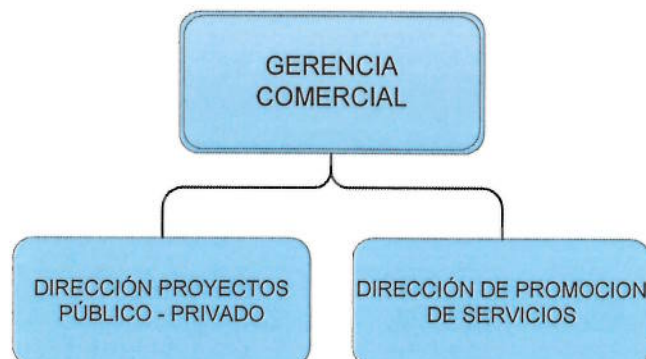 GERENCIA
COMERCIAL
DIRECCIÓN PROYECTOS
PÚBLICO - PRIVADO
DIRECCIÓN DE PROMOCION
DE SERVICIOS